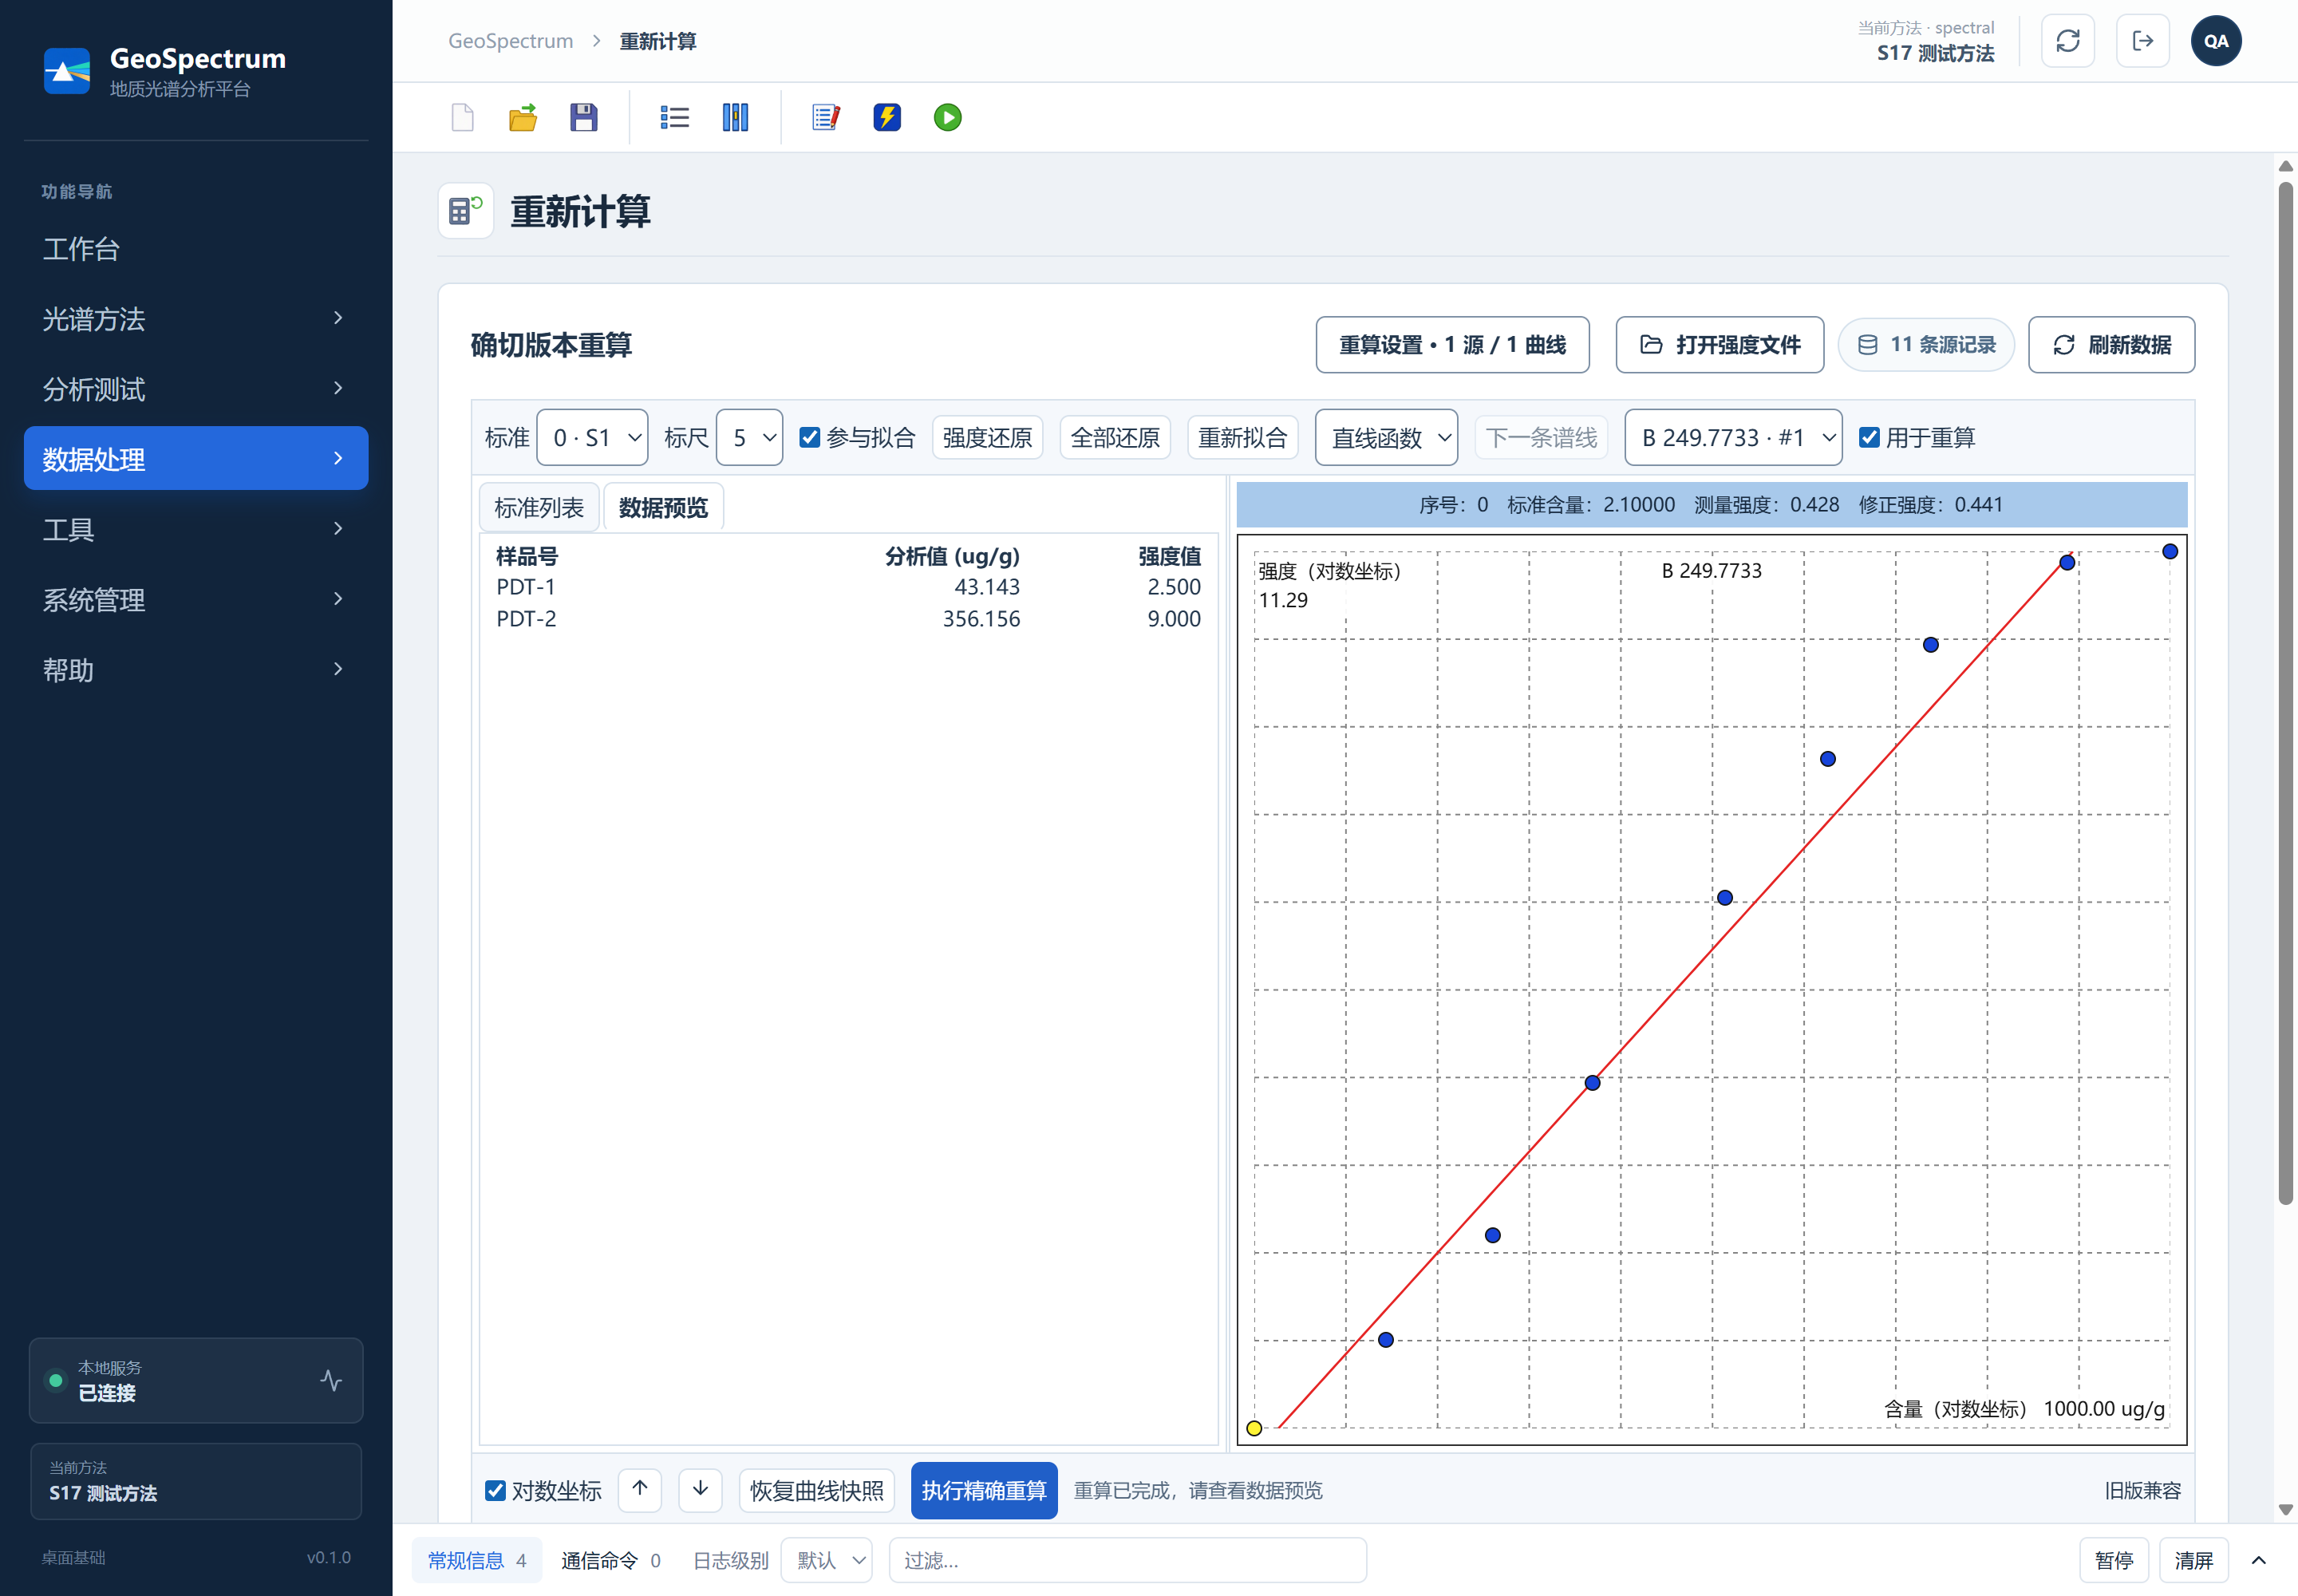 GeoSpectrum
地质光谱分析平台
功能导航
工作台
光谱方法
分析测试
数据处理
工具
系统管理
帮助
本地服务
已连接
当前方法
S17 测试方法
桌面基础 v0.1.0
GeoSpectrum 重新计算
当前方法 · spectral
S17 测试方法
QA
重新计算
确切版本重算
重算设置 • 1 源 / 1 曲线
打开强度文件
11 条源记录
刷新数据
标准 0 · S1 标尺 5 参与拟合 强度还原 全部还原 重新拟合 直线函数 下一条谱线 B 249.7733 · #1 用于重算
标准列表 数据预览
样品号 分析值 (ug/g) 强度值
PDT-1 43.143 2.500
PDT-2 356.156 9.000
序号：0 标准含量：2.10000 测量强度：0.428 修正强度：0.441
强度（对数坐标） B 249.7733
11.29
含量（对数坐标） 1000.00 ug/g
对数坐标 恢复曲线快照 执行精确重算 重算已完成，请查看数据预览 旧版兼容
常规信息 4 通信命令 0 日志级别 默认 过滤... 暂停 清屏